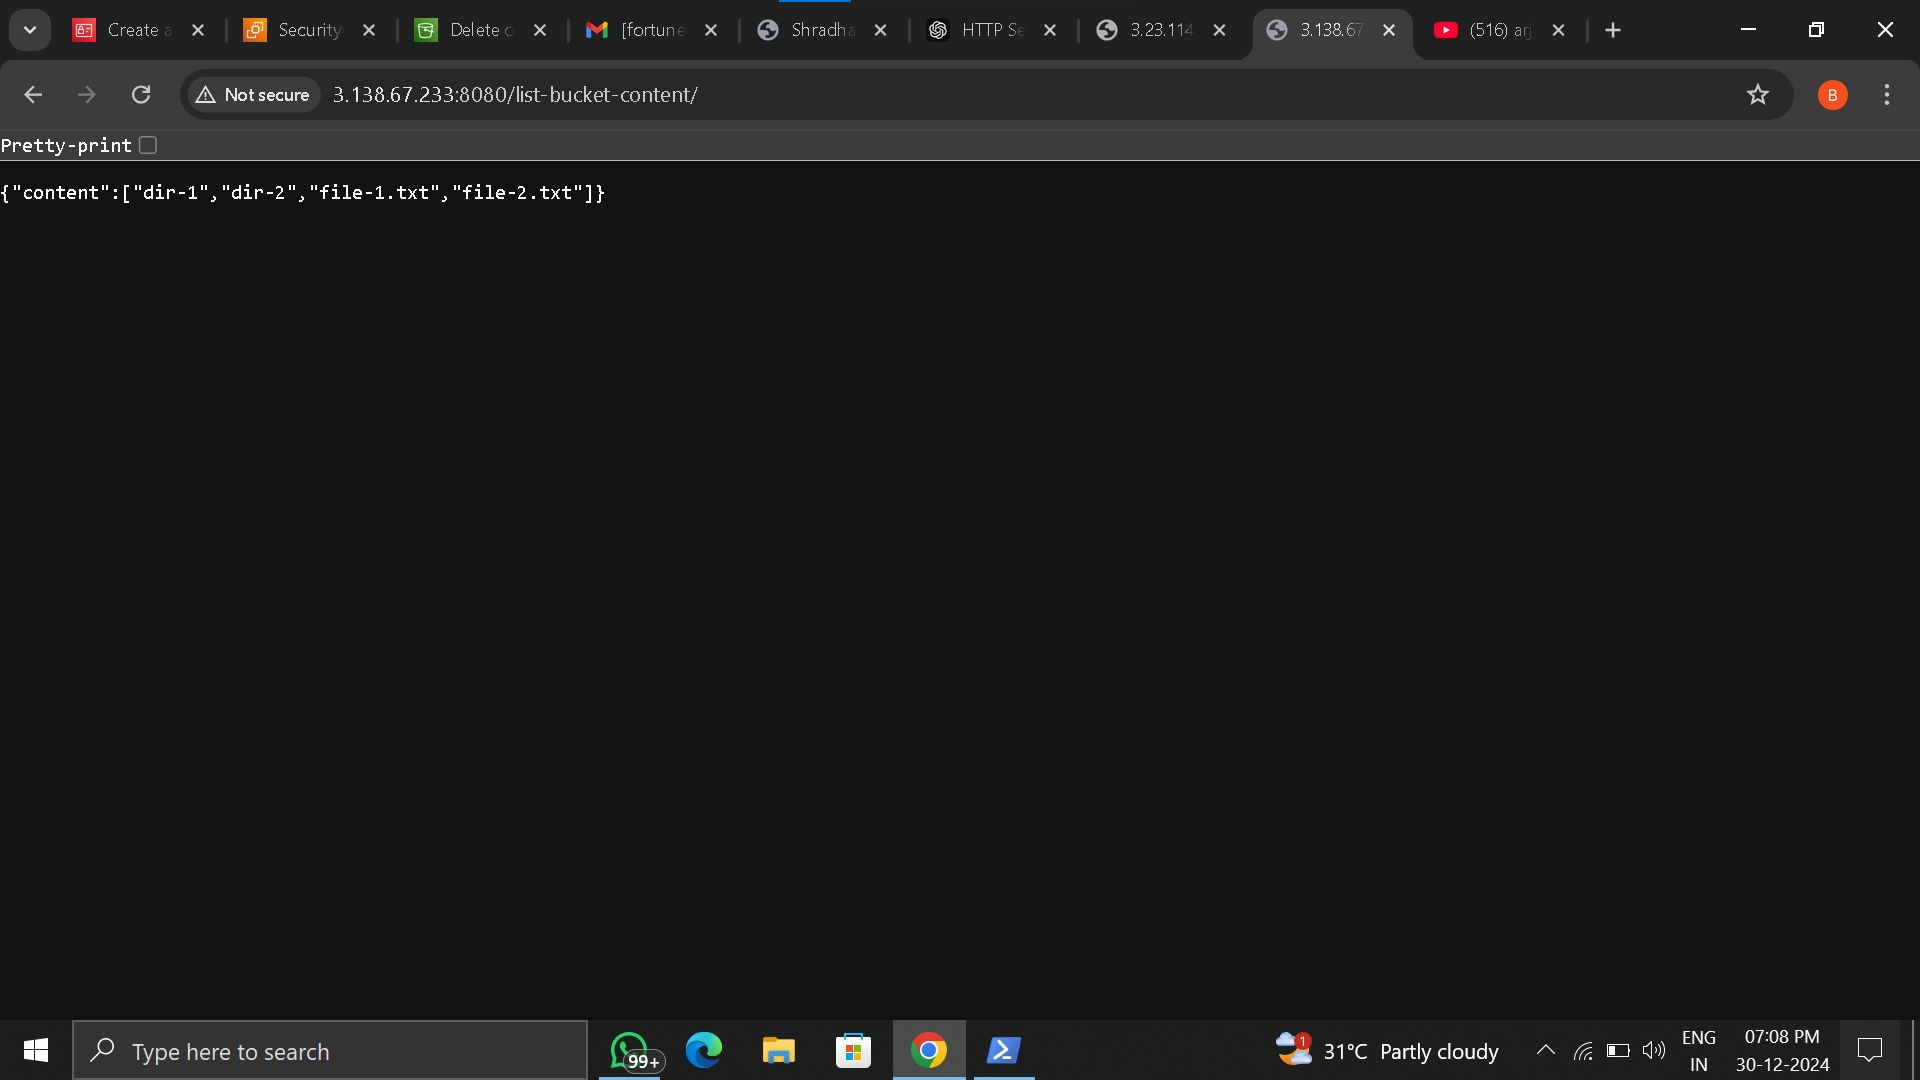 Create a
Security
Delete o
[fortune
Shradha
HTTP Se
3.23.114
3.138.67
(516) arj
Not secure
3.138.67.233:8080/list-bucket-content/
B
Pretty-print
{"content":["dir-1","dir-2","file-1.txt","file-2.txt"]}
Type here to search
99+
1
31°C Partly cloudy
ENG
IN
07:08 PM
30-12-2024